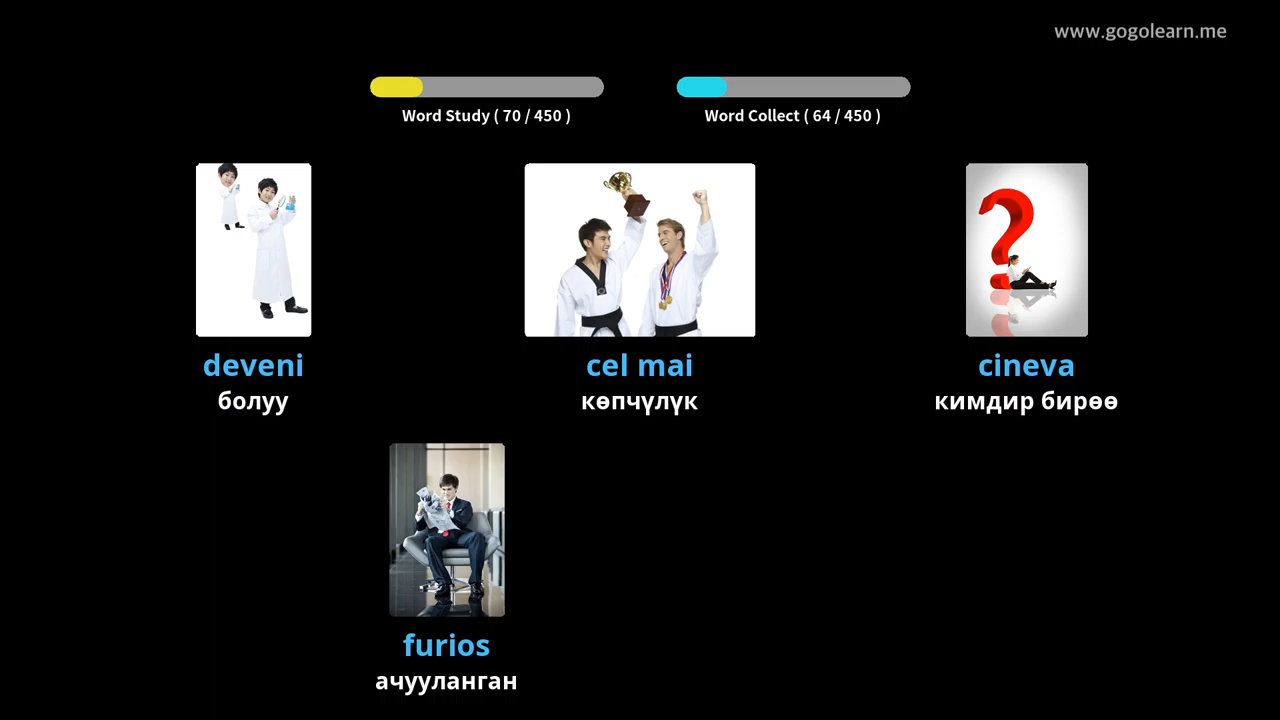 www.gogolearn.me
Word Study ( 70 / 450 )
Word Collect ( 64 / 450 )
deveni
болуу
cel mai
көпчүлүк
cineva
кимдир бирөө
furios
ачууланган